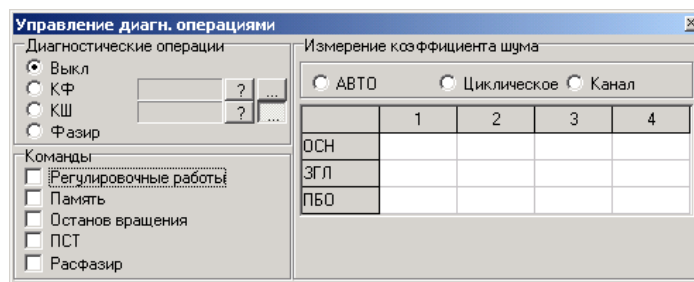 Управление диагн. операциями
Диагностические операции
Выкл
КФ ? ...
КШ ? ...
Фазир
Команды
Регулировочные работы
Память
Останов вращения
ПСТ
Расфазир
Измерение коэффициента шума
АВТО Циклическое Канал
1 2 3 4
ОСН
ЗГЛ
ПБО